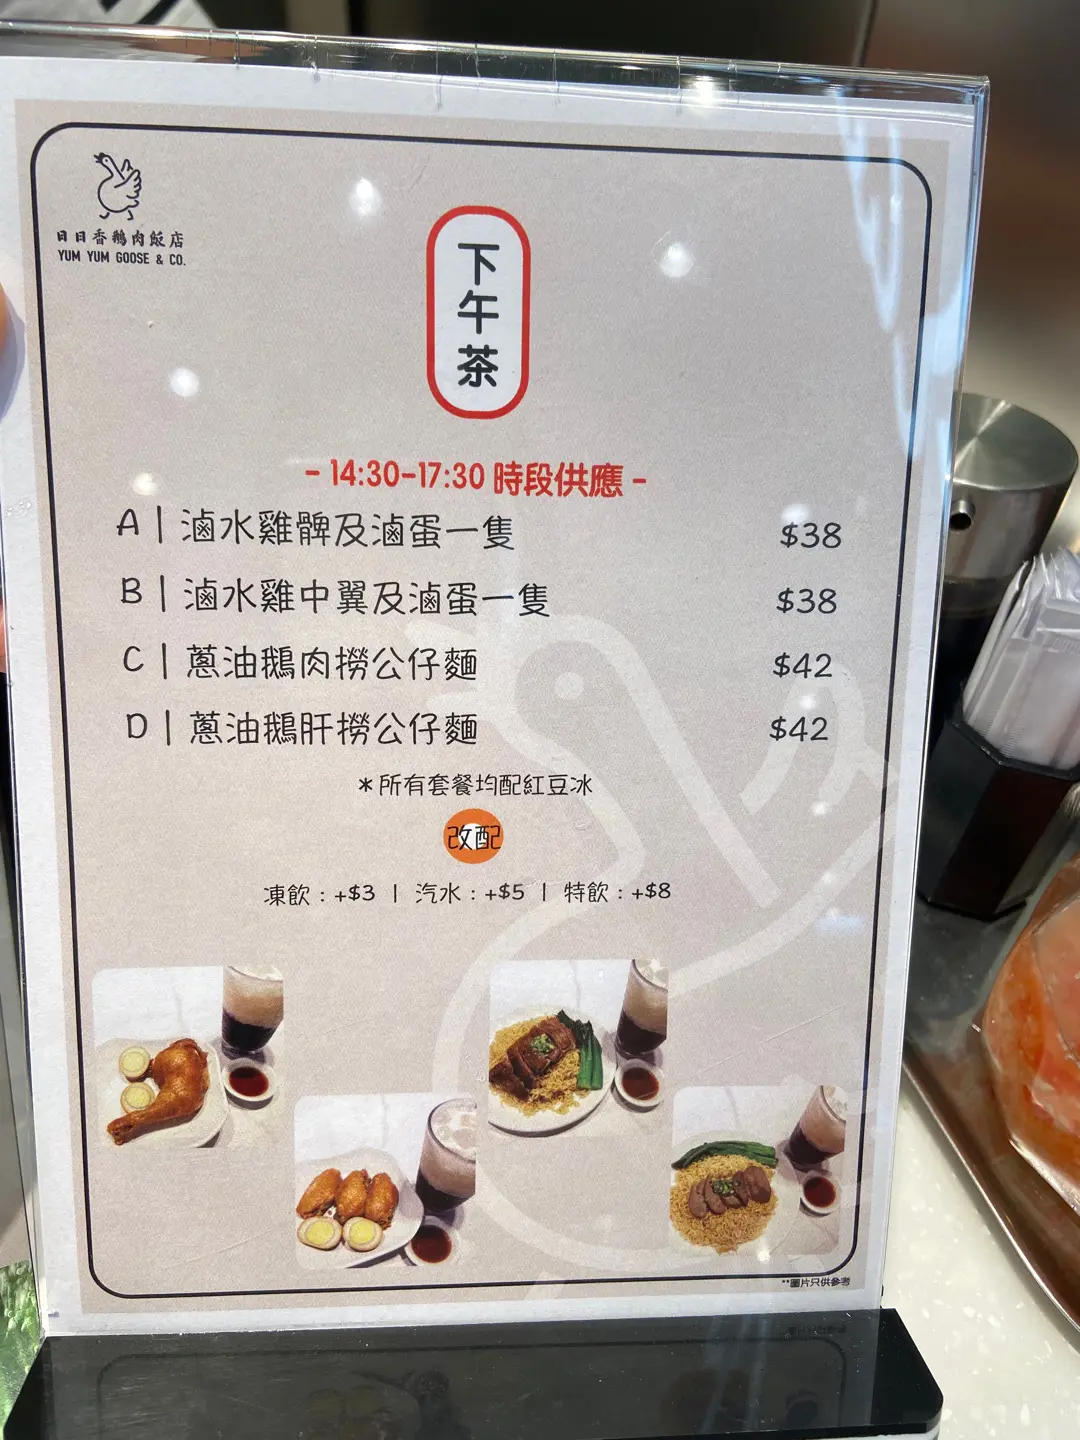 日日香鵝肉飯店
YUM YUM GOOSE & CO.
下午茶
- 14:30-17:30 時段供應 -
A | 滷水雞髀及滷蛋一隻 $38
B | 滷水雞中翼及滷蛋一隻 $38
C | 蔥油鵝肉撈公仔麵 $42
D | 蔥油鵝肝撈公仔麵 $42
*所有套餐均配紅豆冰
改配
凍飲：+$3 | 汽水：+$5 | 特飲：+$8
**圖片只供參考